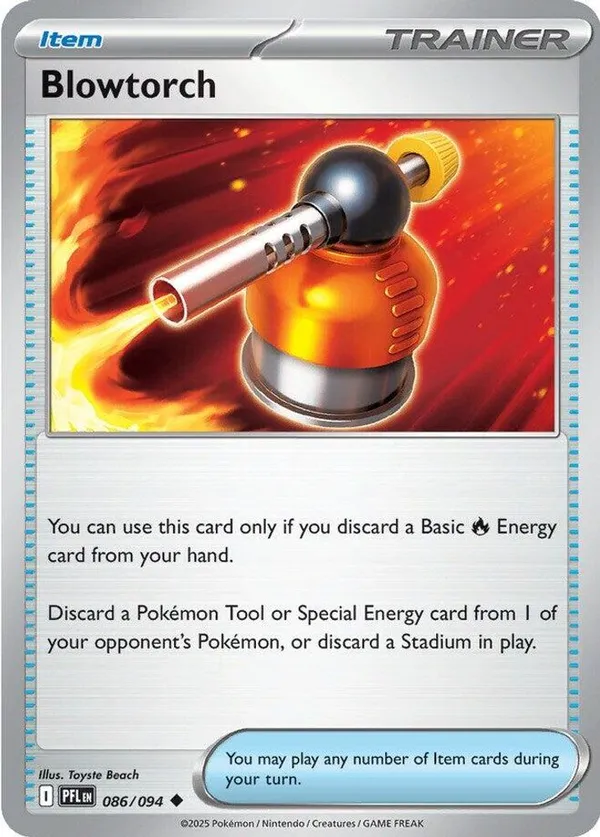 Item
TRAINER
Blowtorch
You can use this card only if you discard a Basic 🔥 Energy
card from your hand.
Discard a Pokémon Tool or Special Energy card from 1 of
your opponent's Pokémon, or discard a Stadium in play.
You may play any number of Item cards during
your turn.
Illus. Toyste Beach
I PFL EN 086/094 ◆
©2025 Pokémon / Nintendo / Creatures / GAME FREAK